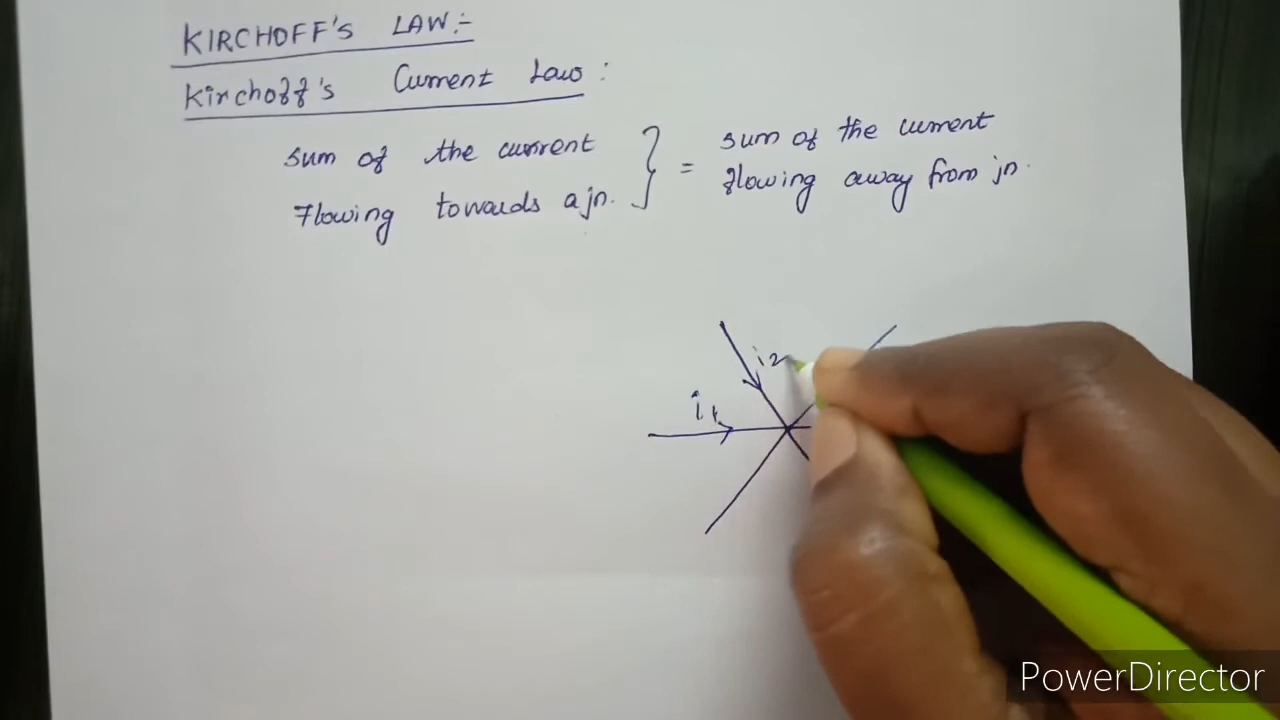 KIRCHOFF'S LAW:-
Kirchoff's Current Law :
sum of the current
Flowing towards a jn. } = sum of the current
flowing away from jn.
i2
i1
PowerDirector